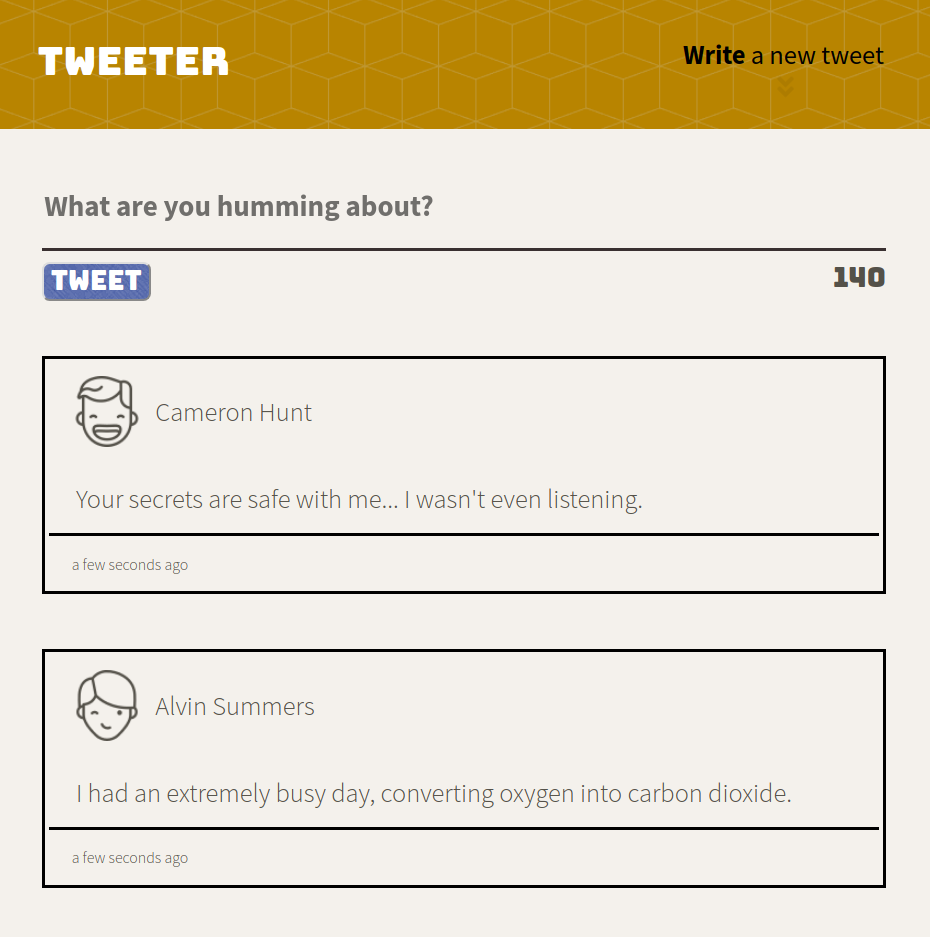 TWEETER
Write a new tweet
What are you humming about?
TWEET
140
Cameron Hunt
Your secrets are safe with me... I wasn't even listening.
a few seconds ago
Alvin Summers
I had an extremely busy day, converting oxygen into carbon dioxide.
a few seconds ago